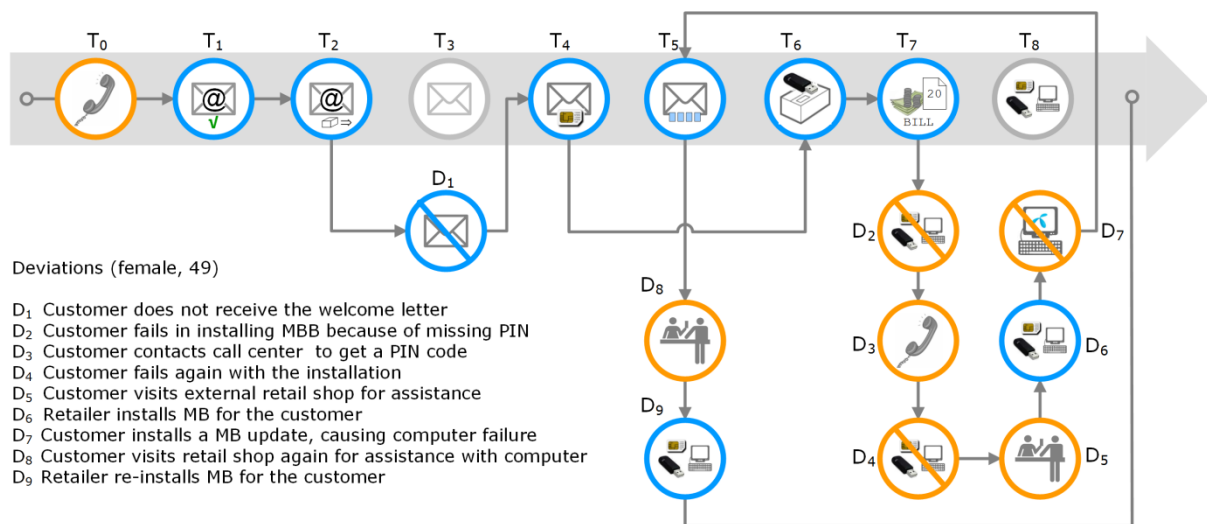 T0 T1 T2 T3 T4 T5 T6 T7 T8
@ √
@
20
BILL
D1
D2
D7
Deviations (female, 49)
D8
D1 Customer does not receive the welcome letter
D2 Customer fails in installing MBB because of missing PIN
D3 Customer contacts call center to get a PIN code
D4 Customer fails again with the installation
D5 Customer visits external retail shop for assistance
D6 Retailer installs MB for the customer
D7 Customer installs a MB update, causing computer failure
D8 Customer visits retail shop again for assistance with computer
D9 Retailer re-installs MB for the customer
D3
D6
D9
D4
D5